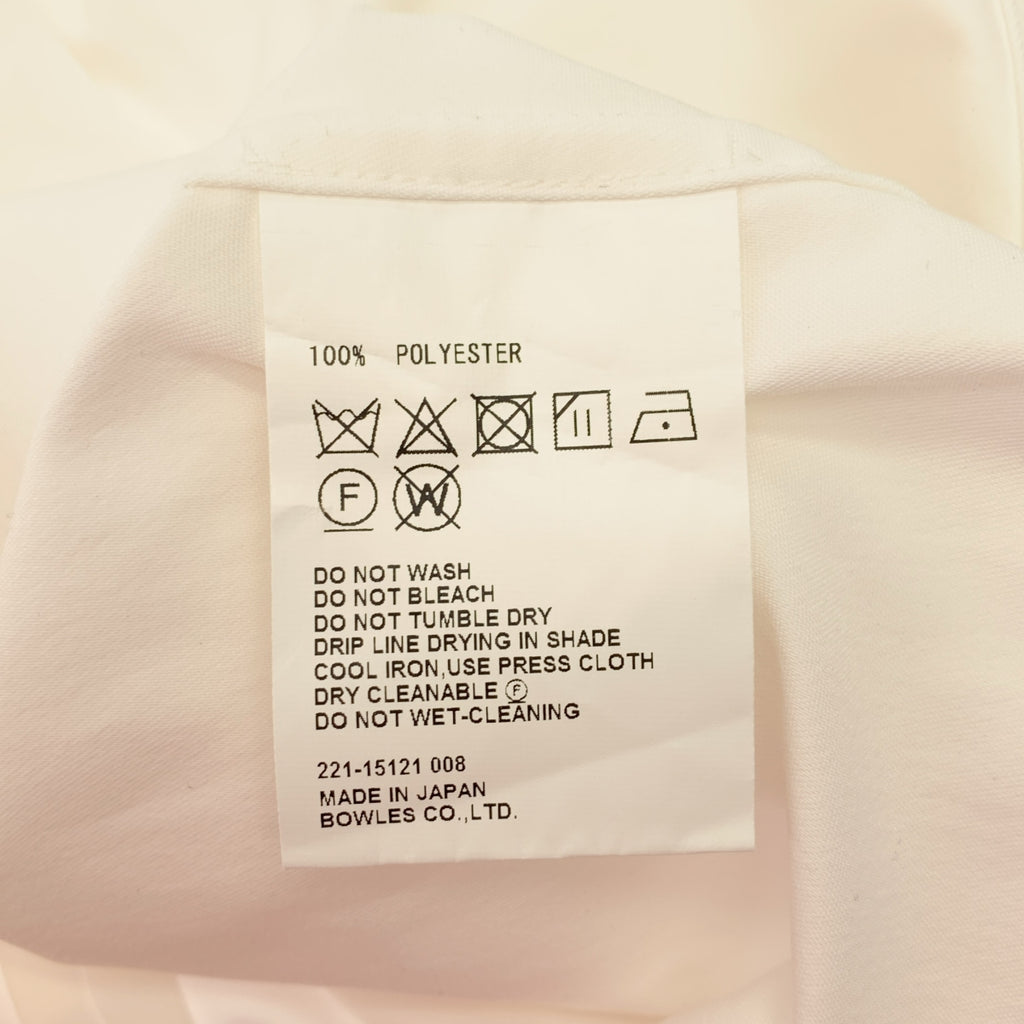 100% POLYESTER
F W
DO NOT WASH
DO NOT BLEACH
DO NOT TUMBLE DRY
DRIP LINE DRYING IN SHADE
COOL IRON,USE PRESS CLOTH
DRY CLEANABLE Ⓕ
DO NOT WET-CLEANING
221-15121 008
MADE IN JAPAN
BOWLES CO.,LTD.